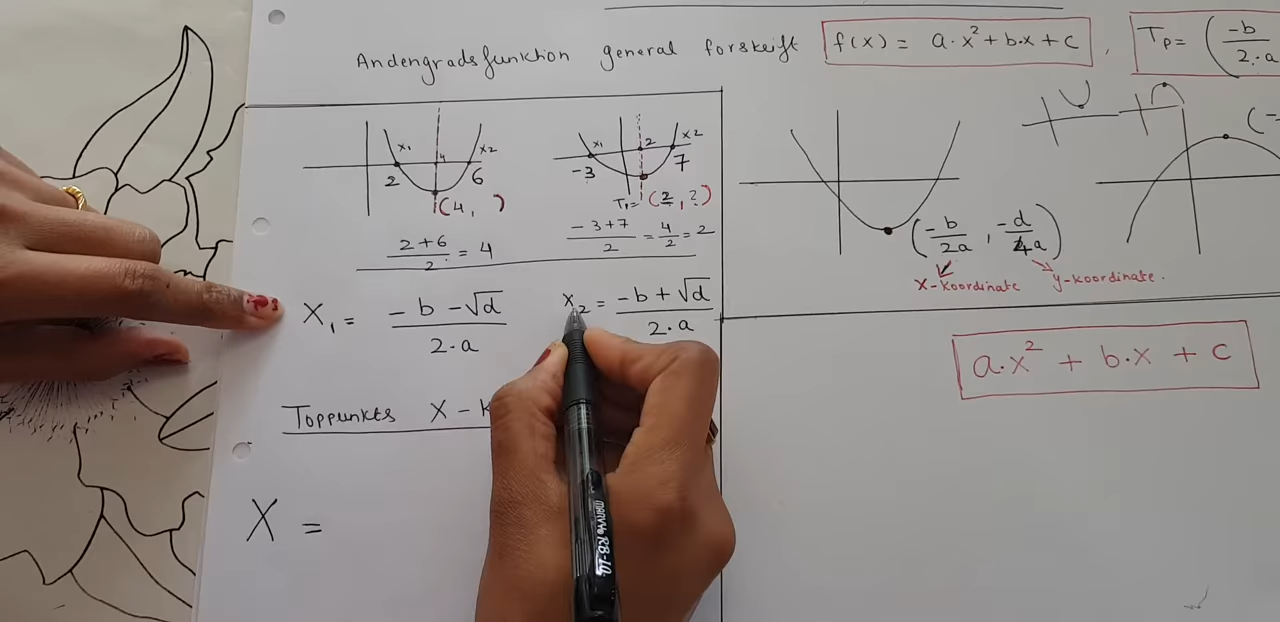 Andengradsfunktion general forskrift f(x) = a·x² + b·x + c , Tp = ( -b / 2·a
x₁ 4 x₂
2 6
(4, )
(2+6)/2 = 4
x₁ 2 x₂
-3 7
Tp= (2, ?)
(-3+7)/2 = 4/2 = 2
(-b/2a , -d/4a)
x-koordinate y-koordinate.
X₁ = (-b - √d)/(2·a) x₂ = (-b + √d)/(2·a)
a·x² + b·x + c
Toppunkts X - K
X =